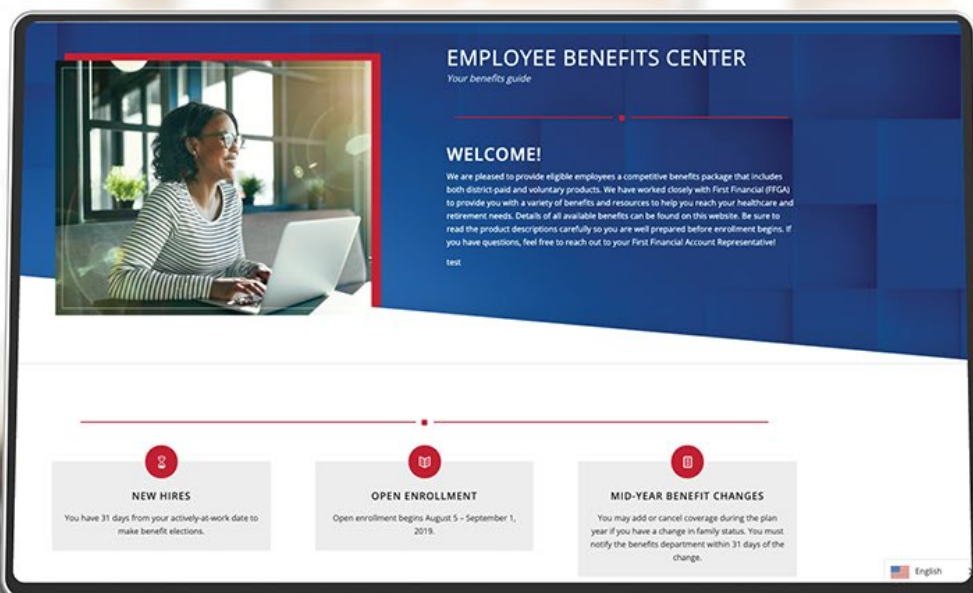 EMPLOYEE BENEFITS CENTER
Your benefits guide
WELCOME!
We are pleased to provide eligible employees a competitive benefits package that includes
both district-paid and voluntary products. We have worked closely with First Financial (FFGA)
to provide you with a variety of benefits and resources to help you reach your healthcare and
retirement needs. Details of all available benefits can be found on this website. Be sure to
read the product descriptions carefully so you are well prepared before enrollment begins. If
you have questions, feel free to reach out to your First Financial Account Representative!
test
NEW HIRES
You have 31 days from your actively-at-work date to
make benefit elections.
OPEN ENROLLMENT
Open enrollment begins August 5 – September 1,
2019.
MID-YEAR BENEFIT CHANGES
You may add or cancel coverage during the plan
year if you have a change in family status. You must
notify the benefits department within 31 days of the
change.
English